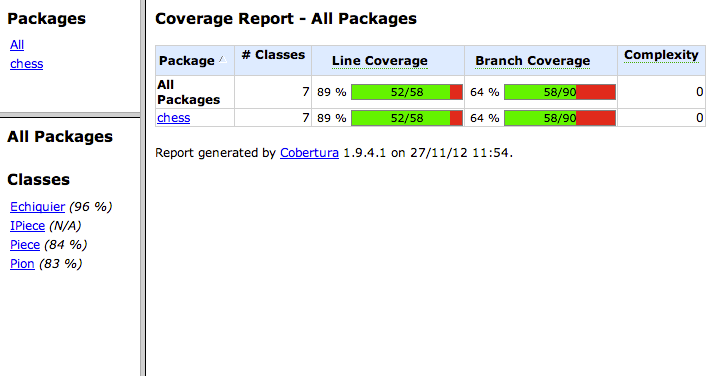 Packages
All
chess
All Packages
Classes
Echiquier (96 %)
IPiece (N/A)
Piece (84 %)
Pion (83 %)
Coverage Report - All Packages
Package # Classes Line Coverage Branch Coverage Complexity
All Packages 7 89 % 52/58 64 % 58/90 0
chess 7 89 % 52/58 64 % 58/90 0
Report generated by Cobertura 1.9.4.1 on 27/11/12 11:54.